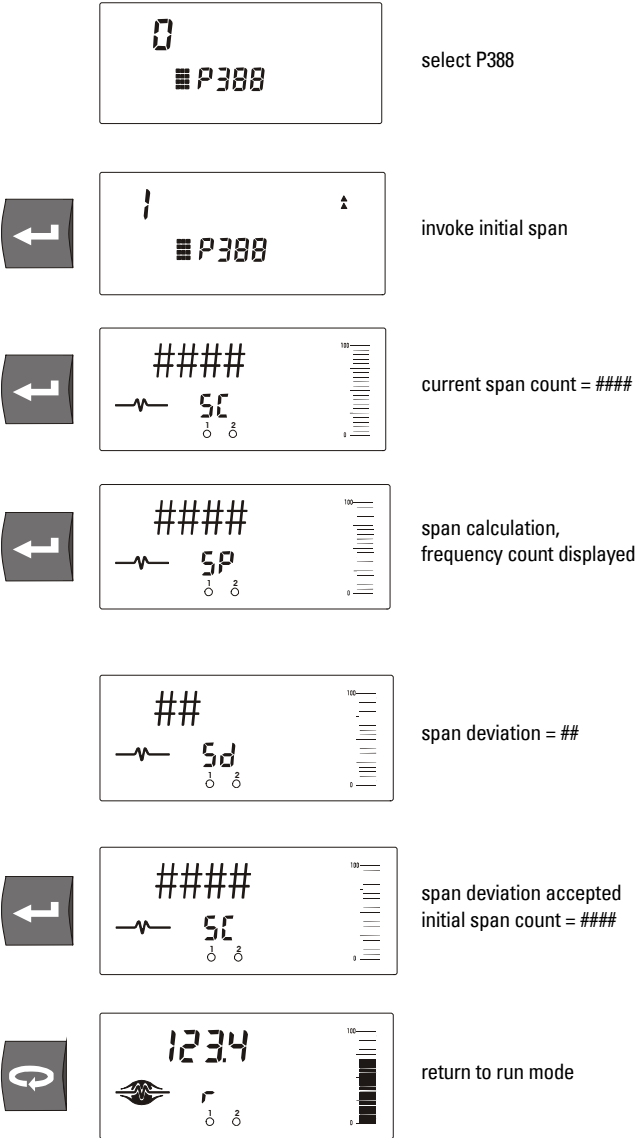 0
P388
select P388
1
P388
invoke initial span
####
100
SC
1 2
0
current span count = ####
####
100
SP
1 2
0
span calculation,
frequency count displayed
##
100
Sd
1 2
0
span deviation = ##
####
100
SC
1 2
0
span deviation accepted
initial span count = ####
123.4
100
r
1 2
0
return to run mode